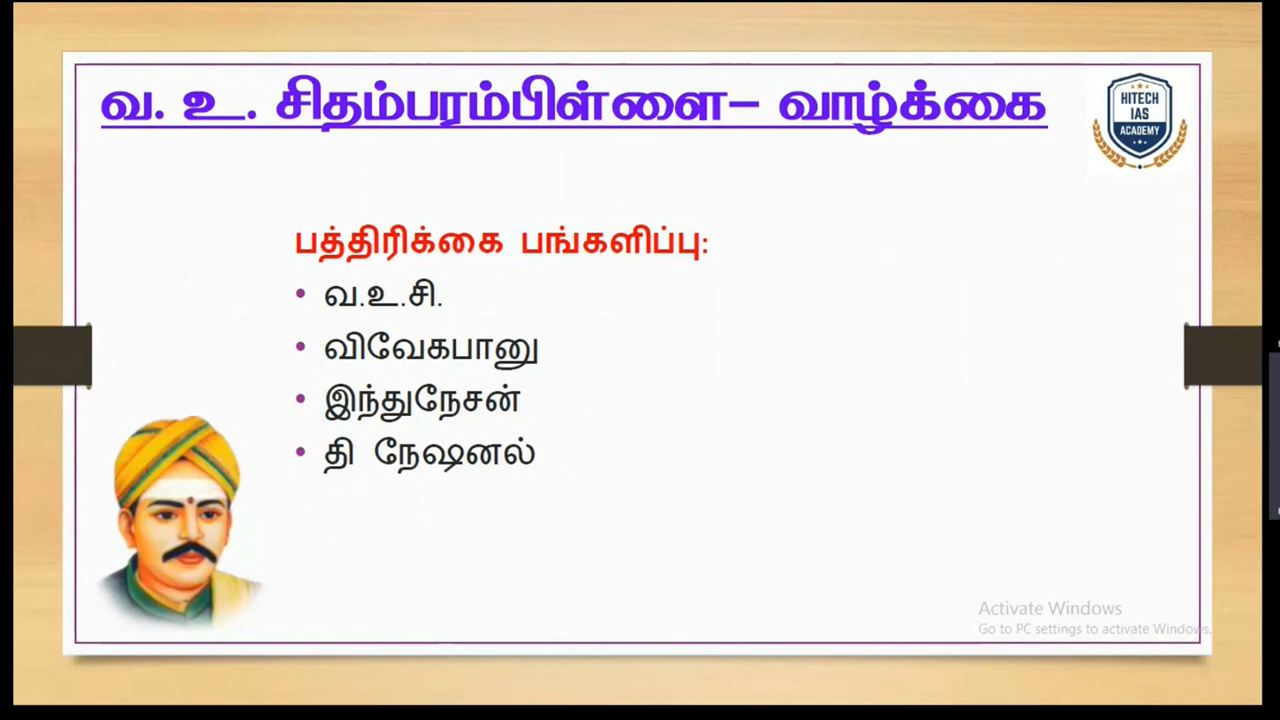 வ. உ. சிதம்பரம்பிள்ளை– வாழ்க்கை
HITECH
IAS
ACADEMY
பத்திரிக்கை பங்களிப்பு:
• வ.உ.சி.
• விவேகபானு
• இந்துநேசன்
• தி நேஷனல்
Activate Windows
Go to PC settings to activate Windows.